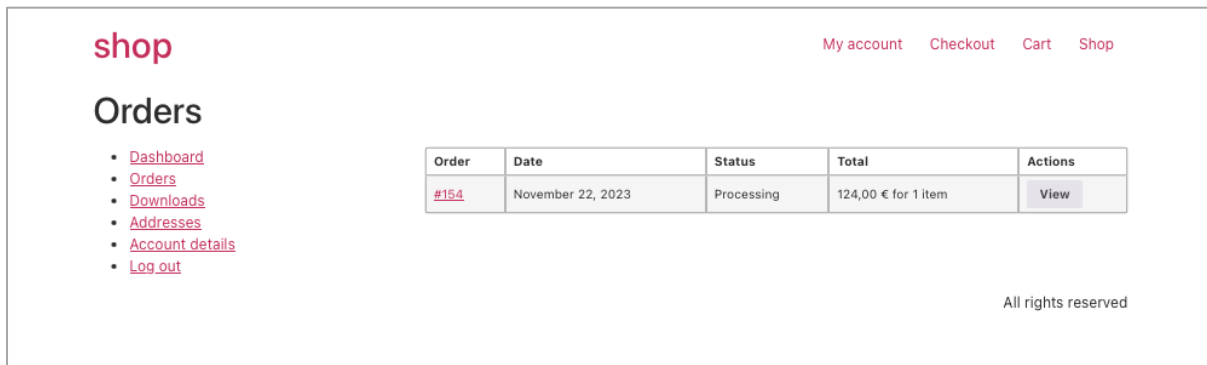 shop
My account Checkout Cart Shop
Orders
Dashboard
Orders
Downloads
Addresses
Account details
Log out
Order Date Status Total Actions
#154 November 22, 2023 Processing 124,00 € for 1 item View
All rights reserved